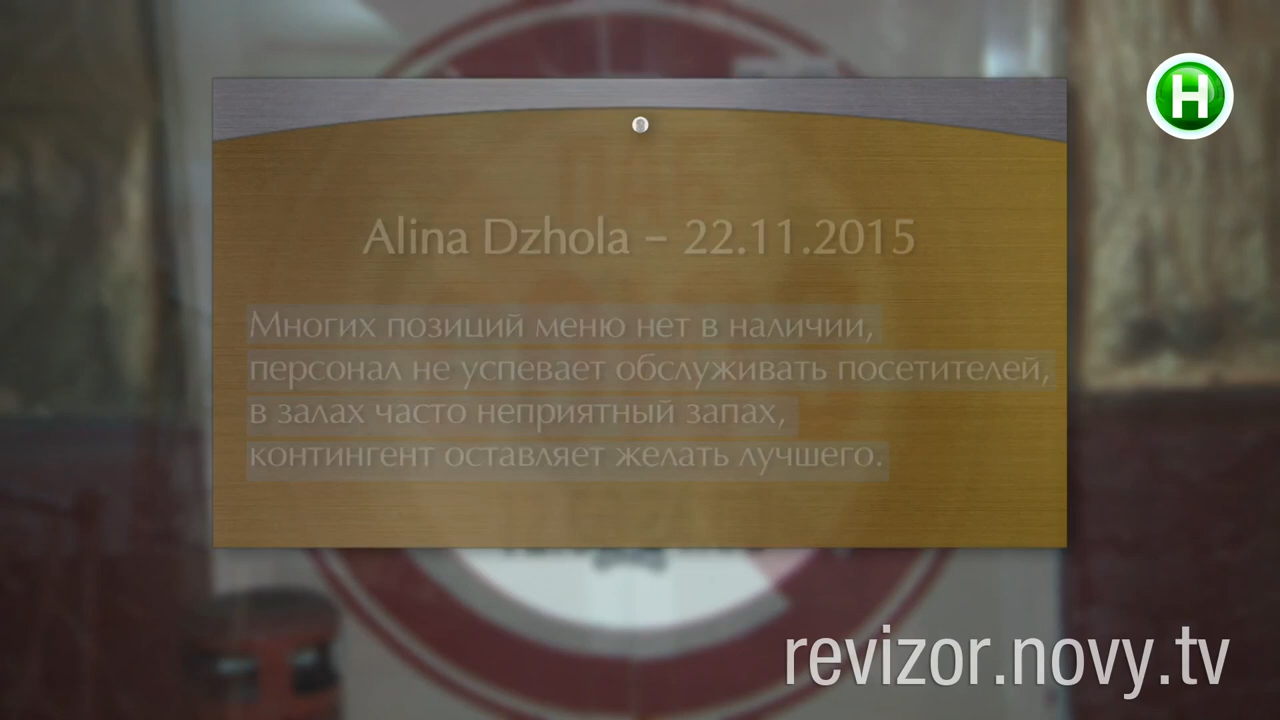 H
Alina Dzhola – 22.11.2015
Многих позиций меню нет в наличии,
персонал не успевает обслуживать посетителей,
в залах часто неприятный запах,
контингент оставляет желать лучшего.
revizor.novy.tv